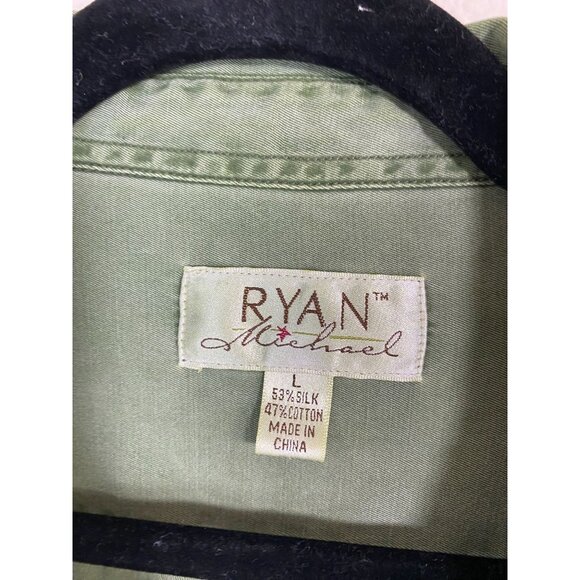 RYAN™
Michael
L
53% SILK
47% COTTON
MADE IN
CHINA